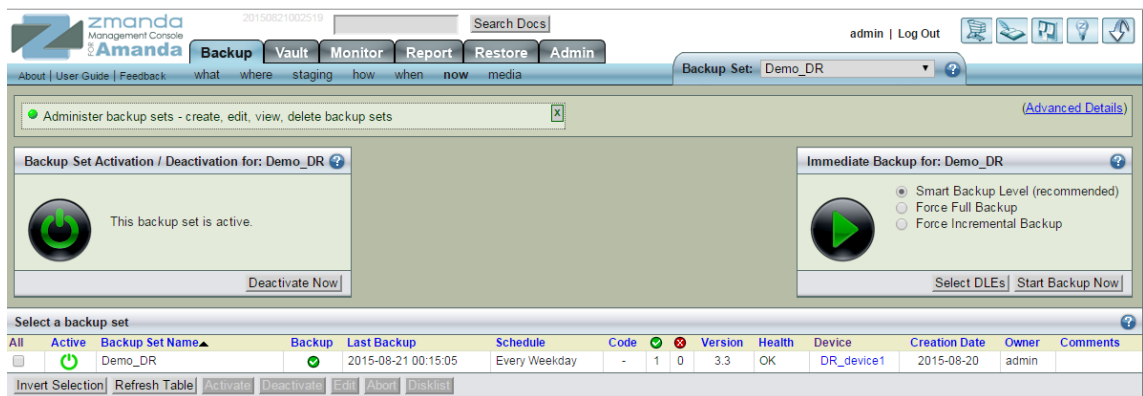 zmanda
Management Console
FOR Amanda
20150821002519
Search Docs
admin | Log Out
Backup Vault Monitor Report Restore Admin
About | User Guide | Feedback
what where staging how when now media
Backup Set: Demo_DR
Administer backup sets - create, edit, view, delete backup sets
X
(Advanced Details)
Backup Set Activation / Deactivation for: Demo_DR
This backup set is active.
Deactivate Now
Immediate Backup for: Demo_DR
Smart Backup Level (recommended)
Force Full Backup
Force Incremental Backup
Select DLEs Start Backup Now
Select a backup set
All Active Backup Set Name Backup Last Backup Schedule Code Version Health Device Creation Date Owner Comments
Demo_DR 2015-08-21 00:15:05 Every Weekday - 1 0 3.3 OK DR_device1 2015-08-20 admin
Invert Selection Refresh Table Activate Deactivate Edit Abort Disklist